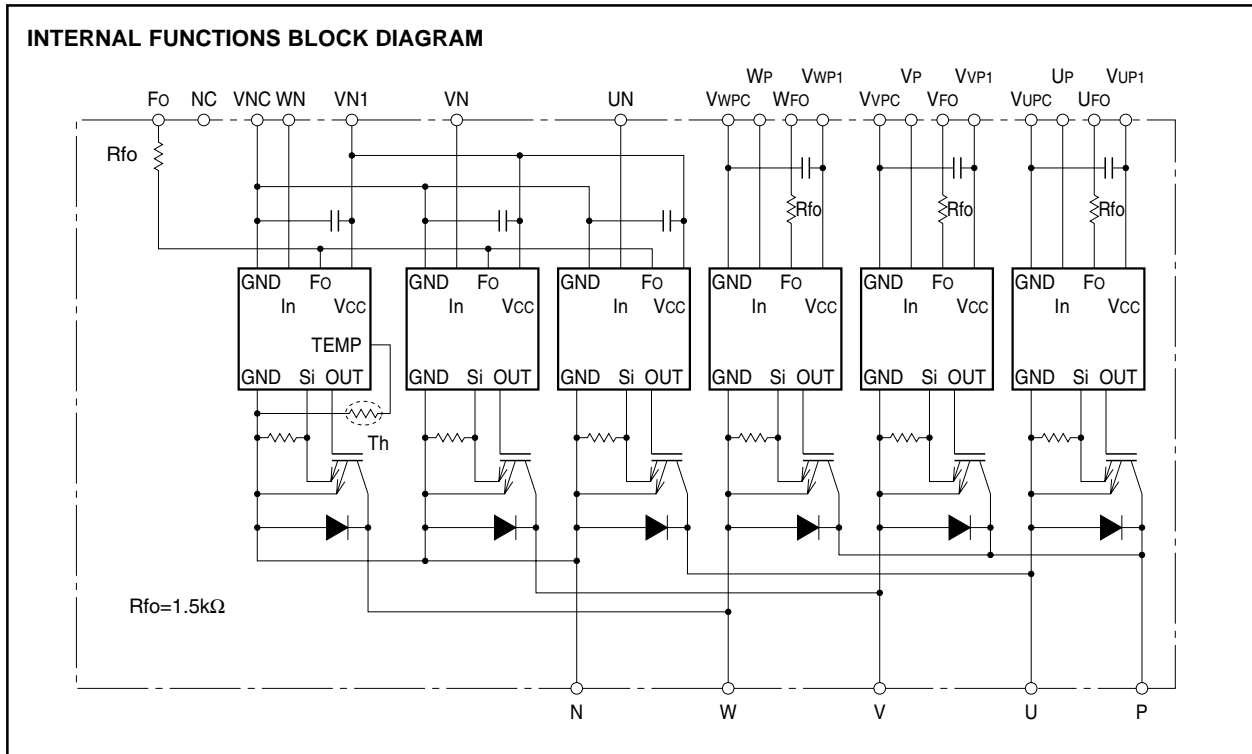 INTERNAL FUNCTIONS BLOCK DIAGRAM
WP VWP1 VP VVP1 UP VUP1
FO NC VNC WN VN1 VN UN VWPC WFO VVPC VFO VUPC UFO
Rfo
Rfo Rfo Rfo
GND FO GND FO GND FO GND FO GND FO GND FO
In VCC In VCC In VCC In VCC In VCC In VCC
TEMP
GND Si OUT GND Si OUT GND Si OUT GND Si OUT GND Si OUT GND Si OUT
Th
Rfo=1.5kΩ
N W V U P